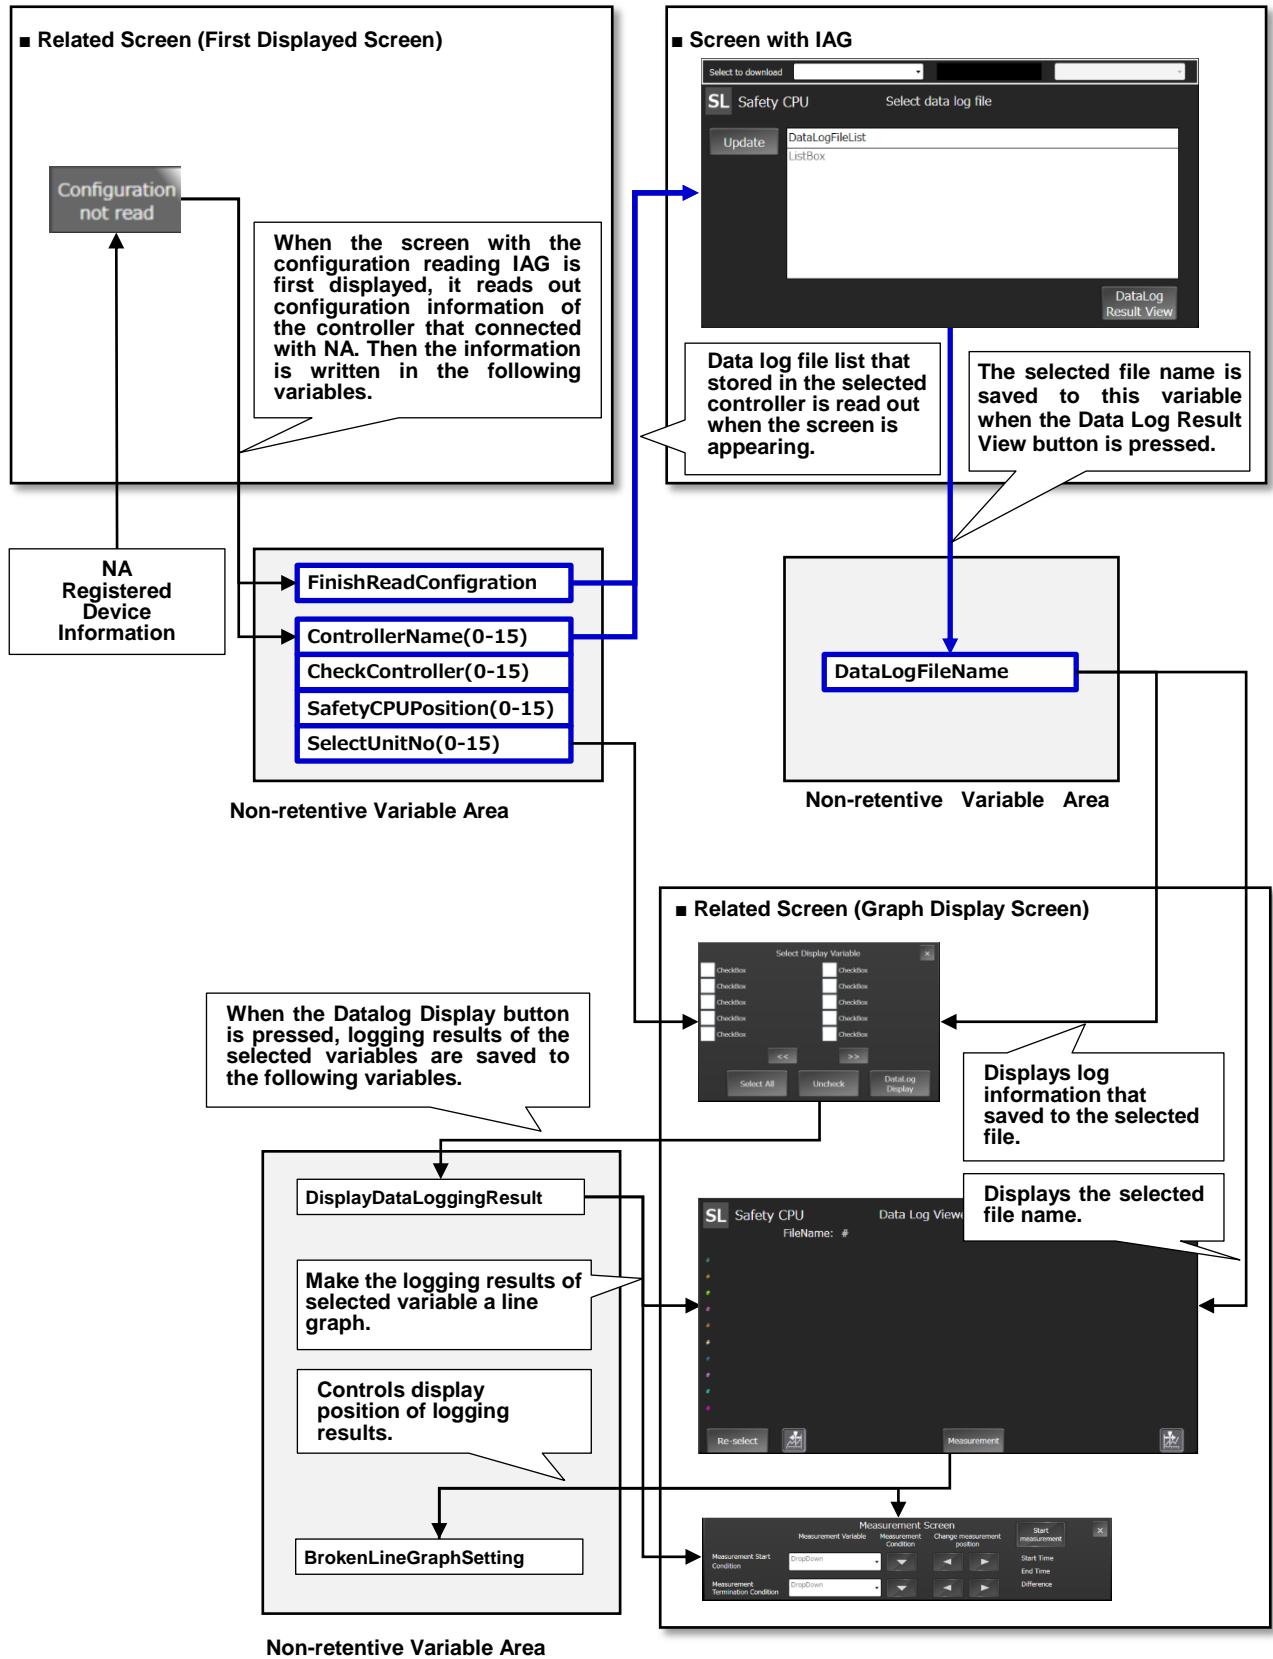 ■ Related Screen (First Displayed Screen)
Configuration
not read
When the screen with the
configuration reading IAG is
first displayed, it reads out
configuration information of
the controller that connected
with NA. Then the information
is written in the following
variables.
NA
Registered
Device
Information
■ Screen with IAG
Select to download
SL Safety CPU Select data log file
Update
DataLogFileList
ListBox
DataLog
Result View
Data log file list that
stored in the selected
controller is read out
when the screen is
appearing.
The selected file name is
saved to this variable
when the Data Log Result
View button is pressed.
FinishReadConfigration
ControllerName(0-15)
CheckController(0-15)
SafetyCPUPosition(0-15)
SelectUnitNo(0-15)
Non-retentive Variable Area
DataLogFileName
Non-retentive Variable Area
■ Related Screen (Graph Display Screen)
Select Display Variable ×
CheckBox CheckBox
CheckBox CheckBox
CheckBox CheckBox
CheckBox CheckBox
CheckBox CheckBox
<< >>
Select All Uncheck DataLog
Display
When the Datalog Display button
is pressed, logging results of the
selected variables are saved to
the following variables.
Displays log
information that
saved to the selected
file.
Displays the selected
file name.
DisplayDataLoggingResult
Make the logging results of
selected variable a line
graph.
Controls display
position of logging
results.
BrokenLineGraphSetting
Non-retentive Variable Area
SL Safety CPU Data Log Viewe
FileName: #
#
#
#
#
#
#
#
#
#
#
Re-select Measurement
Measurement Screen
Measurement Variable Measurement
Condition Change measurement
position Start
measurement ×
Measurement Start
Condition DropDown Start Time
End Time
Measurement
Termination Condition DropDown Difference